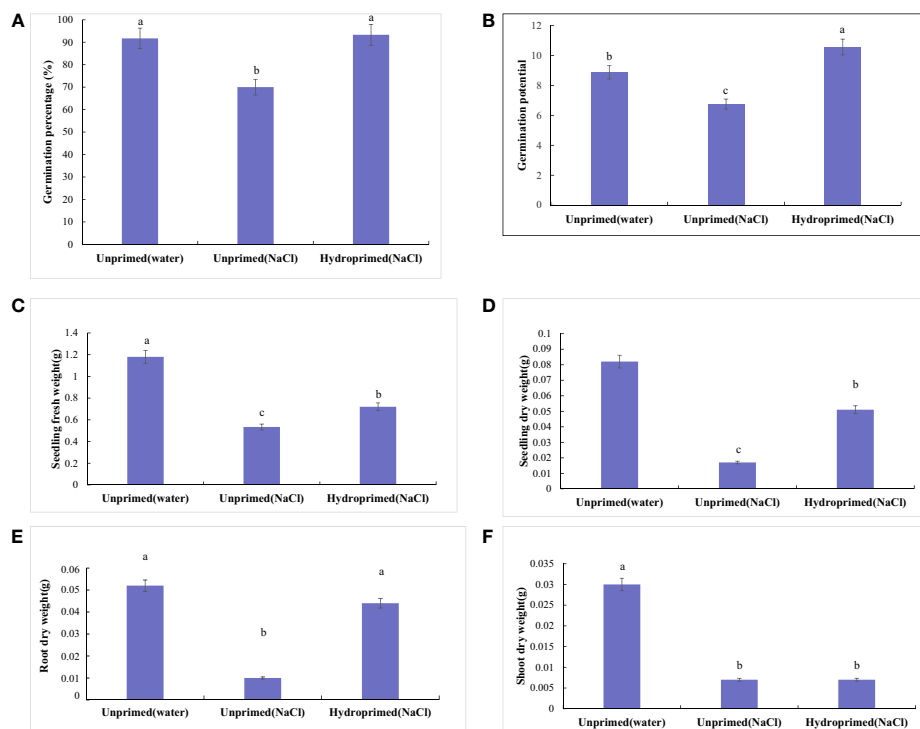 A
Germination percentage (%)
100
90
80
70
60
50
40
30
20
10
0
a
b
a
Unprimed(water) Unprimed(NaCl) Hydroprimed(NaCl)
B
Germination potential
12
10
8
6
4
2
0
b
c
a
Unprimed(water) Unprimed(NaCl) Hydroprimed(NaCl)
C
Seedling fresh weight(g)
1.4
1.2
1
0.8
0.6
0.4
0.2
0
a
c
b
Unprimed(water) Unprimed(NaCl) Hydroprimed(NaCl)
D
Seedling dry weight(g)
0.1
0.09
0.08
0.07
0.06
0.05
0.04
0.03
0.02
0.01
0
c
b
Unprimed(water) Unprimed(NaCl) Hydroprimed(NaCl)
E
Root dry weight(g)
0.06
0.05
0.04
0.03
0.02
0.01
0
a
b
a
Unprimed(water) Unprimed(NaCl) Hydroprimed(NaCl)
F
Shoot dry weight(g)
0.03
0.035
0.025
0.02
0.015
0.01
0.005
0
a
b
b
Unprimed(water) Unprimed(NaCl) Hydroprimed(NaCl)